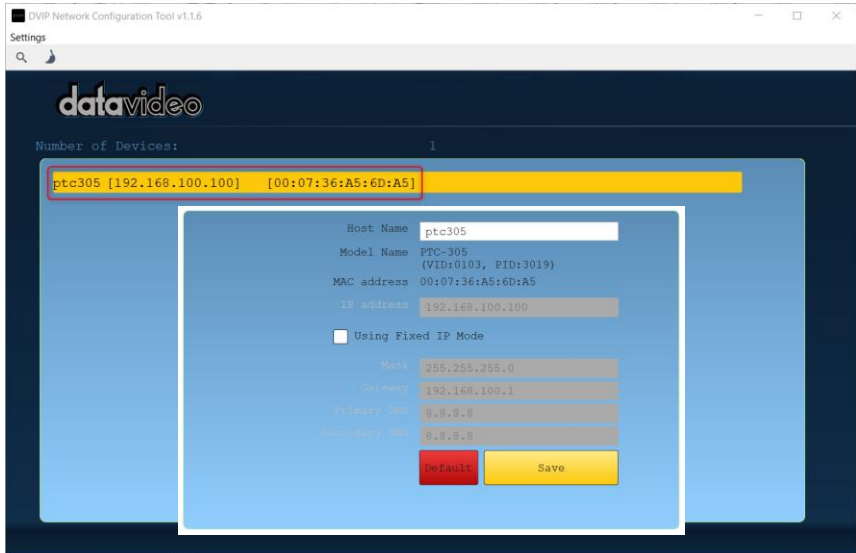 DVIP Network Configuration Tool v1.1.6
Settings
datavideo
Number of Devices: 1
ptc305 [192.168.100.100] [00:07:36:A5:6D:A5]
Host Name ptc305
Model Name PTC-305
(VID:0103, PID:3019)
MAC address 00:07:36:A5:6D:A5
IP address 192.168.100.100
Using Fixed IP Mode
Mask 255.255.255.0
Gateway 192.168.100.1
Primary DNS 8.8.8.8
Secondary DNS 8.8.8.8
Default Save